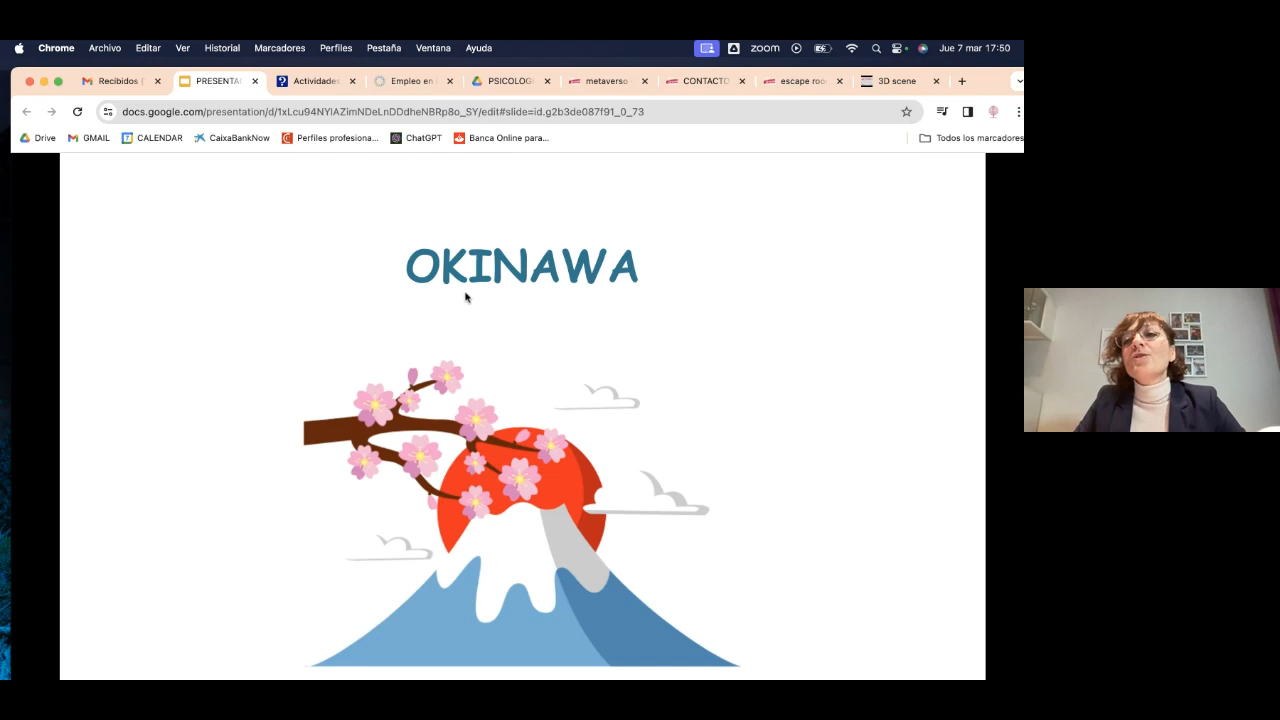 Chrome Archivo Editar Ver Historial Marcadores Perfiles Pestaña Ventana Ayuda zoom Jue 7 mar 17:50
Recibidos ( PRESENTA Actividades Empleo en PSICOLOG metaverso CONTACTO escape roo 3D scene
docs.google.com/presentation/d/1xLcu94NYlAZimNDeLnDDdheNBRp8o_SY/edit#slide=id.g2b3de087f91_0_73
Drive GMAIL CALENDAR CaixaBankNow Perfiles profesiona... ChatGPT Banca Online para... Todos los marcadores
OKINAWA